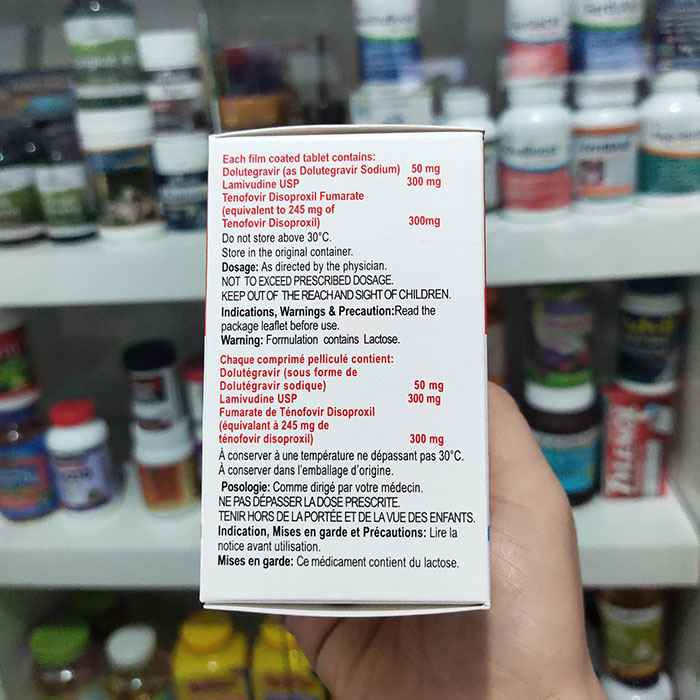 Each film coated tablet contains:
Dolutegravir (as Dolutegravir Sodium) 50 mg
Lamivudine USP 300 mg
Tenofovir Disoproxil Fumarate
(equivalent to 245 mg of
Tenofovir Disoproxil) 300mg
Do not store above 30°C.
Store in the original container.
Dosage: As directed by the physician.
NOT TO EXCEED PRESCRIBED DOSAGE.
KEEP OUT OF THE REACH AND SIGHT OF CHILDREN.
Indications, Warnings & Precaution:Read the
package leaflet before use.
Warning: Formulation contains Lactose.
Chaque comprimé pelliculé contient:
Dolutégravir (sous forme de
Dolutégravir sodique) 50 mg
Lamivudine USP 300 mg
Fumarate de Ténofovir Disoproxil
(équivalant à 245 mg de
ténofovir disoproxil) 300 mg
À conserver à une température ne dépassant pas 30°C.
À conserver dans l'emballage d'origine.
Posologie: Comme dirigé par votre médecin.
NE PAS DÉPASSER LA DOSE PRESCRITE.
TENIR HORS DE LA PORTÉE ET DE LA VUE DES ENFANTS.
Indication, Mises en garde et Précautions: Lire la
notice avant utilisation.
Mises en garde: Ce médicament contient du lactose.
TYLENOL